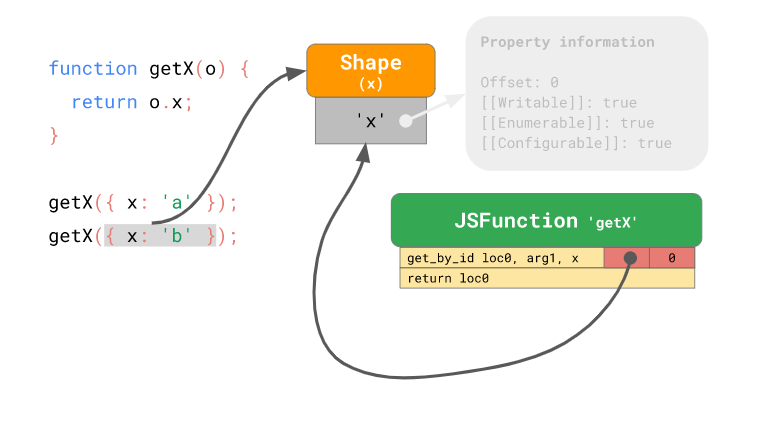 function getX(o) {
  return o.x;
}
getX({ x: 'a' });
getX({ x: 'b' });
Shape
(x)
'x'
Property information
Offset: 0
[[Writable]]: true
[[Enumerable]]: true
[[Configurable]]: true
JSFunction 'getX'
get_by_id loc0, arg1, x 0
return loc0